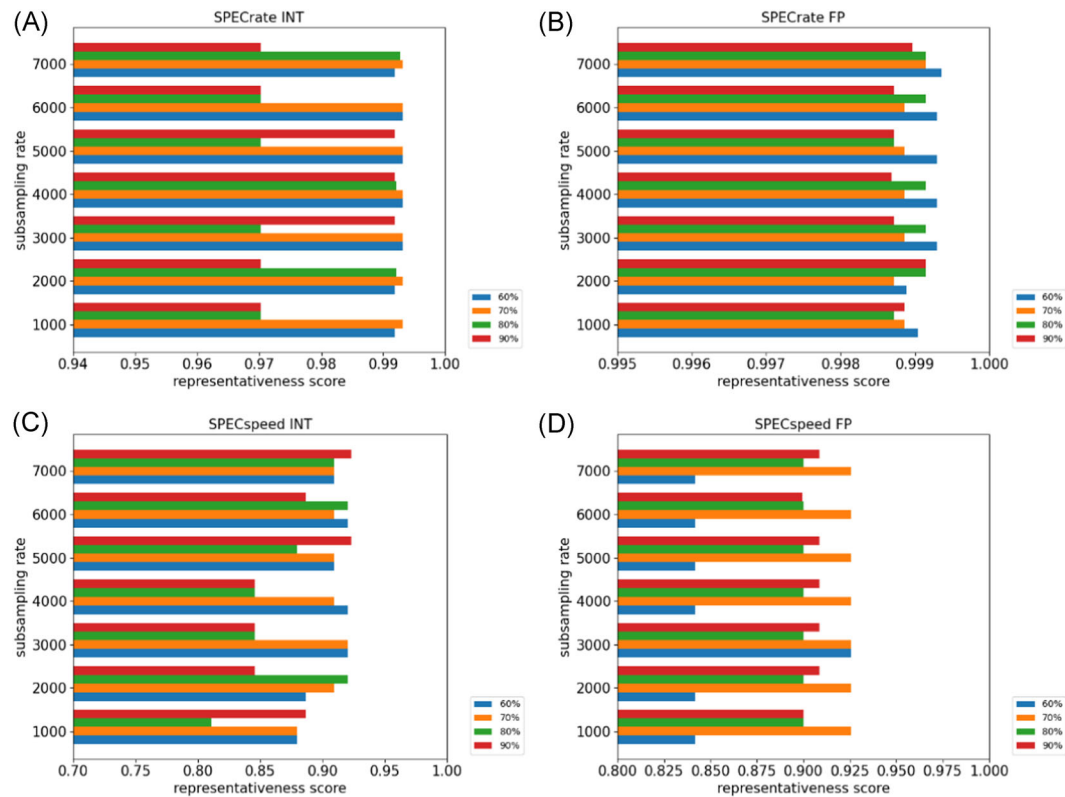 (A)
SPECrate INT
subsampling rate
7000
6000
5000
4000
3000
2000
1000
0.94 0.95 0.96 0.97 0.98 0.99 1.00
representativeness score
60%
70%
80%
90%
(B)
SPECrate FP
subsampling rate
7000
6000
5000
4000
3000
2000
1000
0.995 0.996 0.997 0.998 0.999 1.000
representativeness score
60%
70%
80%
90%
(C)
SPECspeed INT
subsampling rate
7000
6000
5000
4000
3000
2000
1000
0.70 0.75 0.80 0.85 0.90 0.95 1.00
representativeness score
60%
70%
80%
90%
(D)
SPECspeed FP
subsampling rate
7000
6000
5000
4000
3000
2000
1000
0.800 0.825 0.850 0.875 0.900 0.925 0.950 0.975 1.000
representativeness score
60%
70%
80%
90%